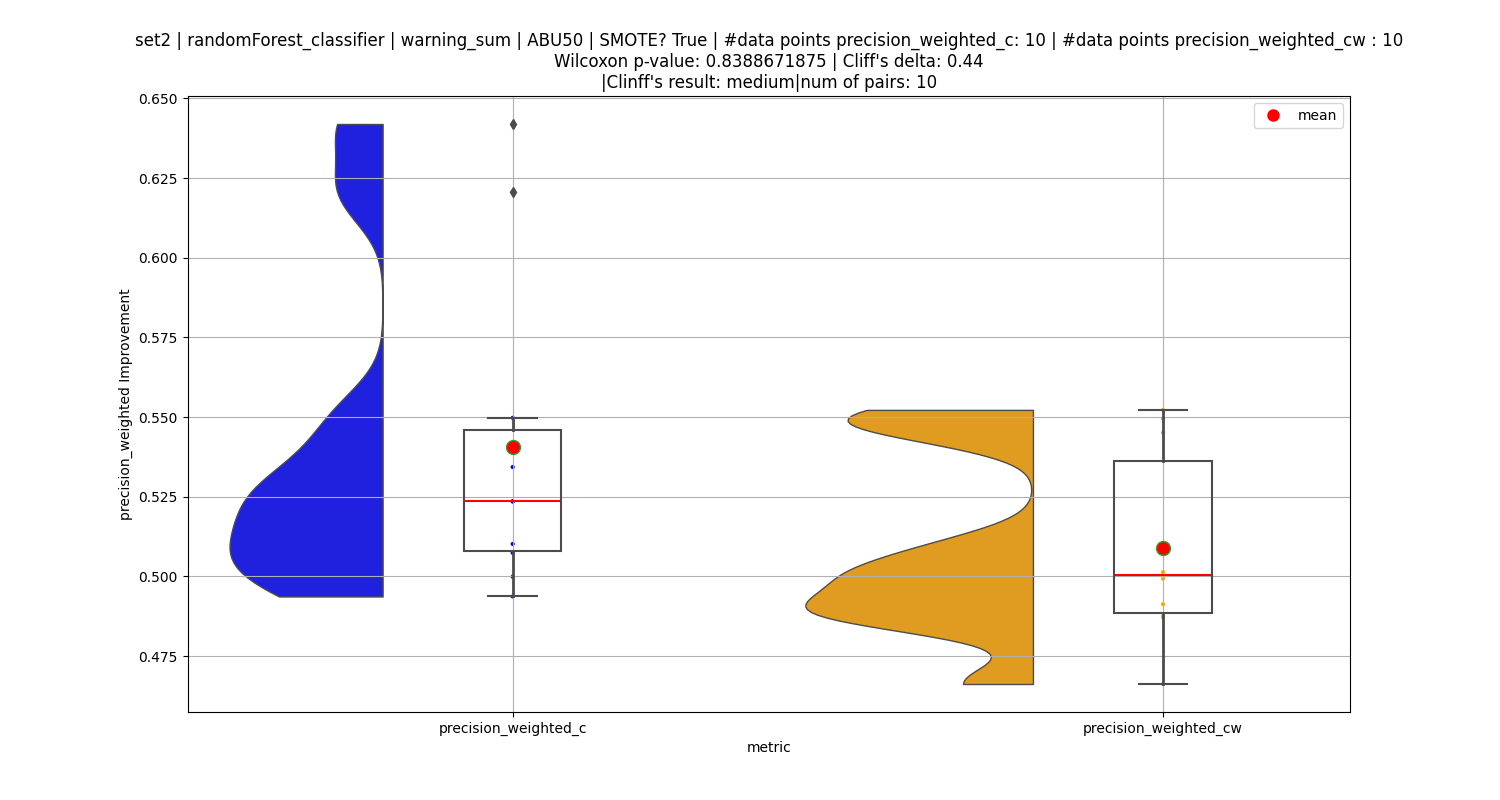 set2 | randomForest_classifier | warning_sum | ABU50 | SMOTE? True | #data points precision_weighted_c: 10 | #data points precision_weighted_cw : 10
Wilcoxon p-value: 0.8388671875 | Cliff's delta: 0.44
|Clinff's result: medium|num of pairs: 10
mean
0.650
0.625
0.600
0.575
0.550
0.525
0.500
0.475
precision_weighted Improvement
precision_weighted_c
precision_weighted_cw
metric